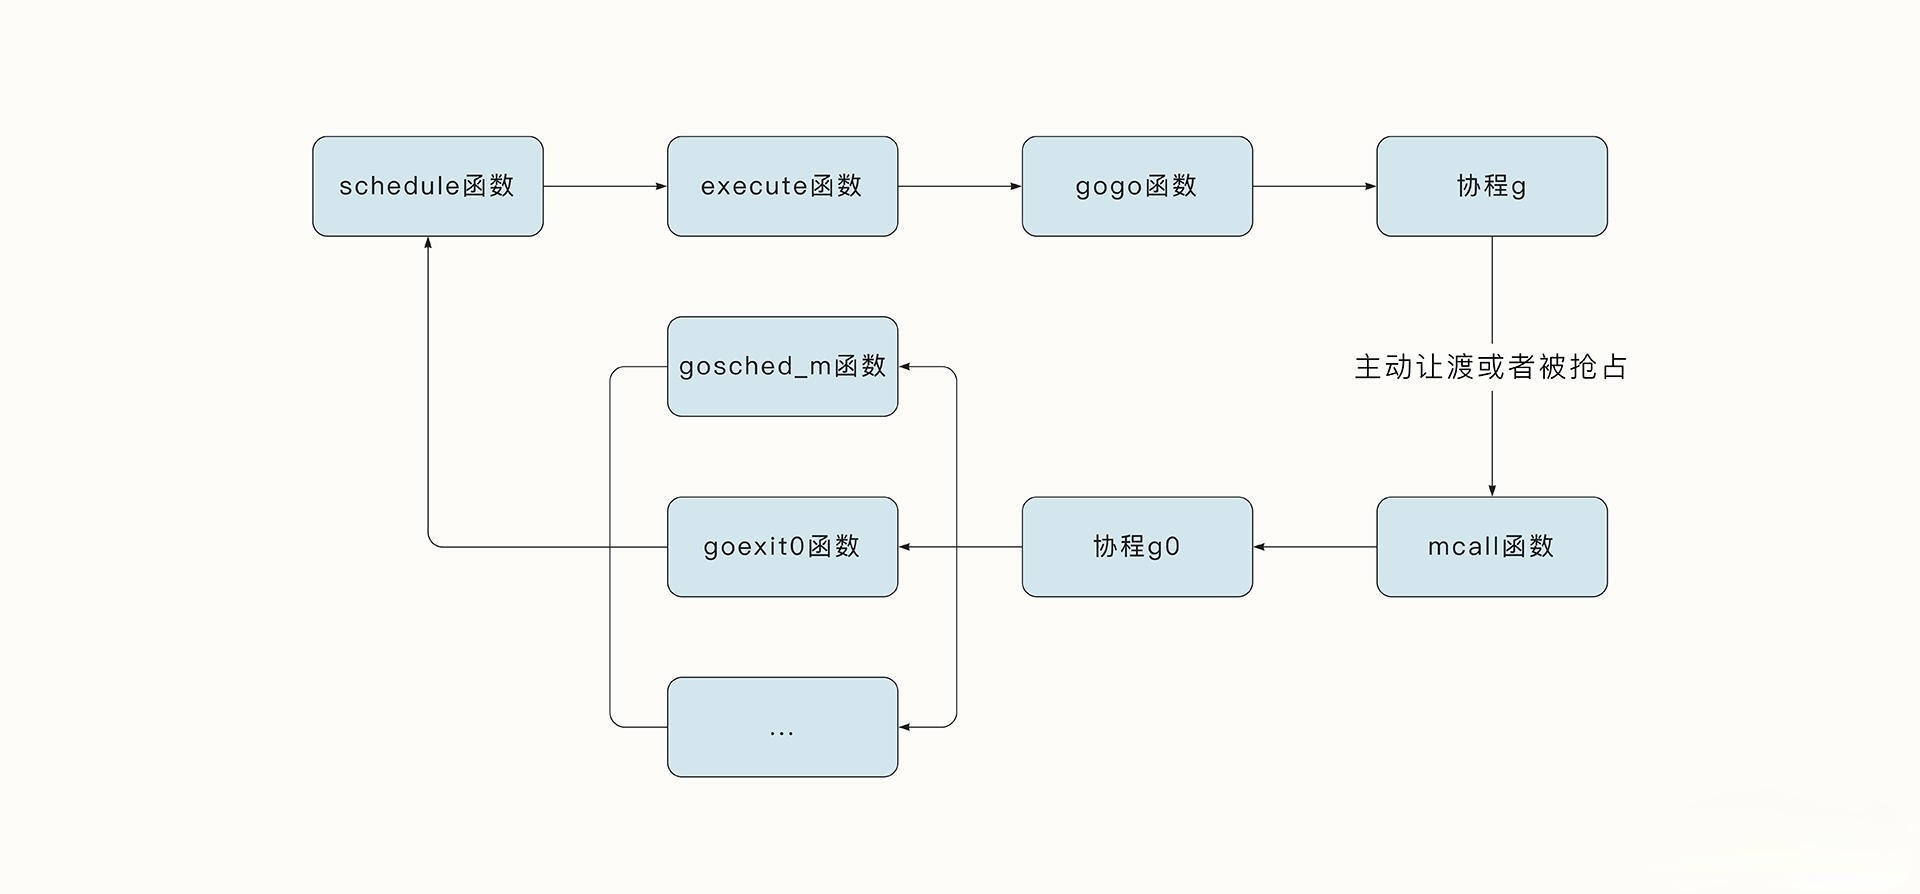 schedule函数
execute函数
gogo函数
协程g
gosched_m函数
主动让渡或者被抢占
goexit0函数
协程g0
mcall函数
...